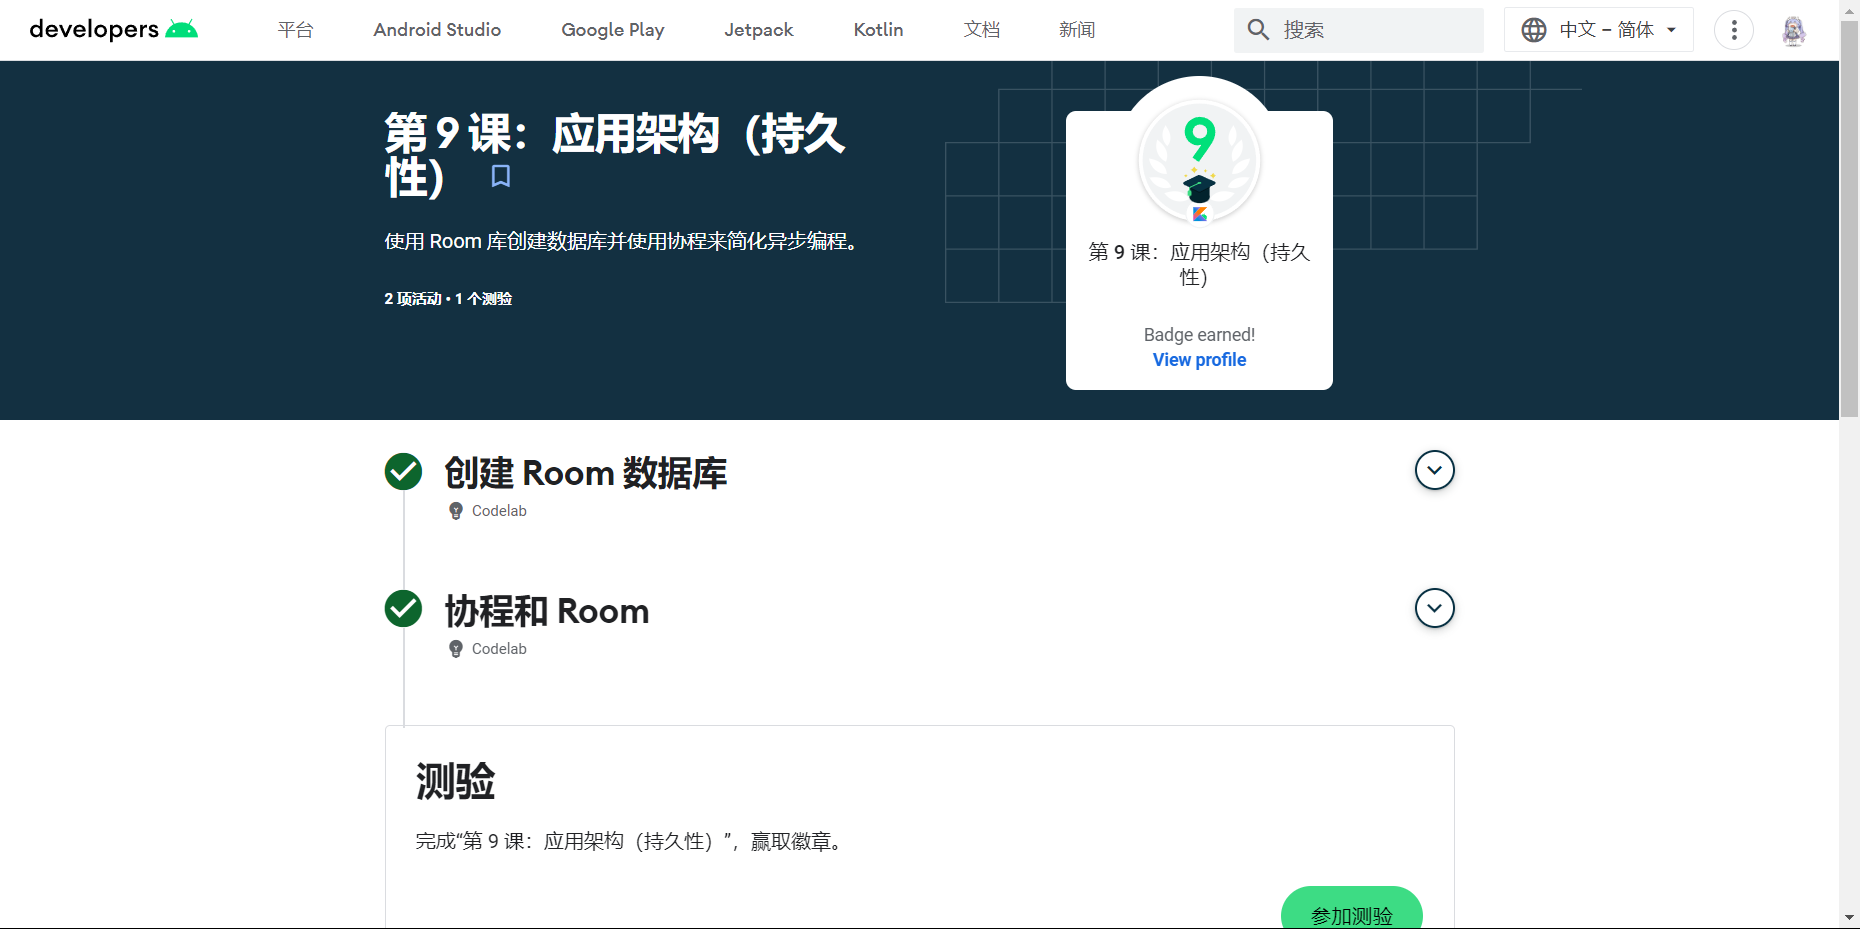 developers
平台
Android Studio
Google Play
Jetpack
Kotlin
文档
新闻
搜索
中文 – 简体
第 9 课：应用架构（持久
性）
使用 Room 库创建数据库并使用协程来简化异步编程。
2 项活动 • 1 个测验
9
第 9 课：应用架构（持久
性）
Badge earned!
View profile
创建 Room 数据库
Codelab
协程和 Room
Codelab
测验
完成“第 9 课：应用架构（持久性）”，赢取徽章。
参加测验